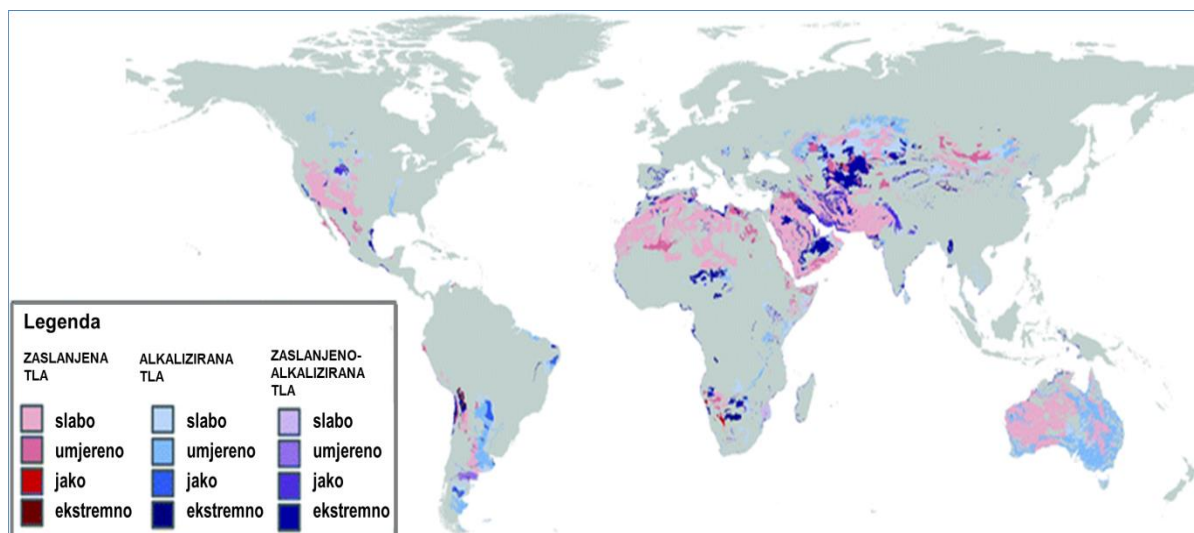 Legenda
ZASLANJENA
TLA
slabo
umjereno
jako
ekstremno
ALKALIZIRANA
TLA
slabo
umjereno
jako
ekstremno
ZASLANJENO-
ALKALIZIRANA
TLA
slabo
umjereno
jako
ekstremno